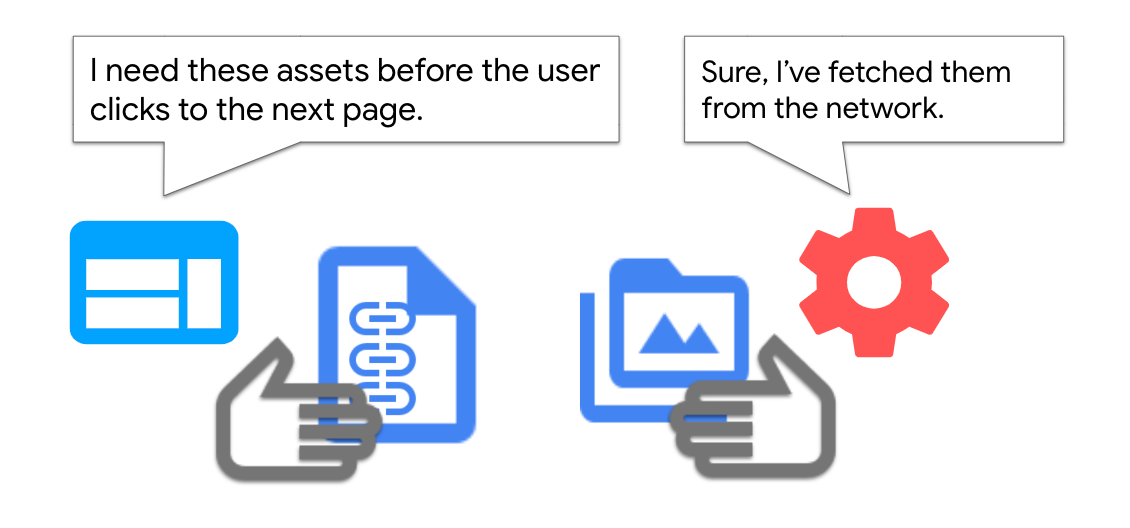 I need these assets before the user
clicks to the next page.
Sure, I’ve fetched them
from the network.